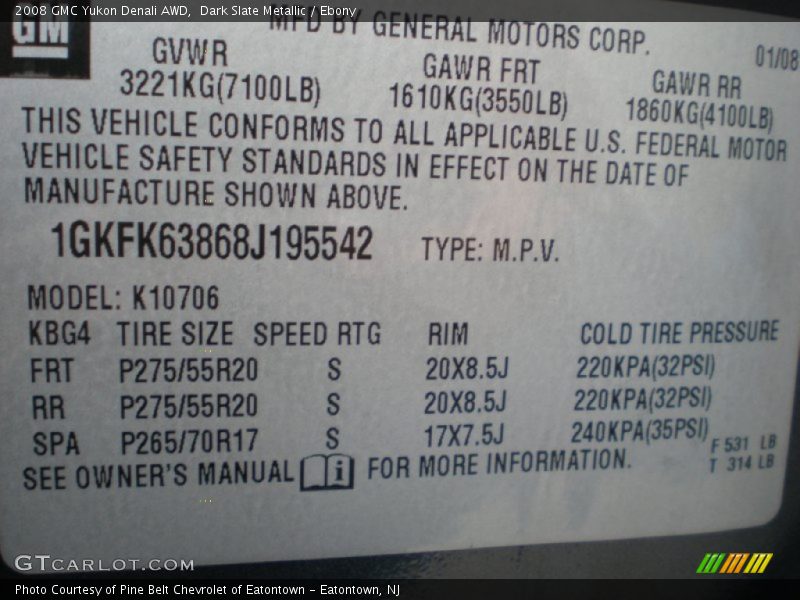 2008 GMC Yukon Denali AWD,  Dark Slate Metallic / Ebony
GM
MFD BY GENERAL MOTORS CORP.
01/08
GVWR GAWR FRT GAWR RR
3221KG(7100LB) 1610KG(3550LB) 1860KG(4100LB)
THIS VEHICLE CONFORMS TO ALL APPLICABLE U.S. FEDERAL MOTOR
VEHICLE SAFETY STANDARDS IN EFFECT ON THE DATE OF
MANUFACTURE SHOWN ABOVE.
1GKFK63868J195542 TYPE: M.P.V.
MODEL: K10706
KBG4 TIRE SIZE SPEED RTG RIM COLD TIRE PRESSURE
FRT P275/55R20 S 20X8.5J 220KPA(32PSI)
RR P275/55R20 S 20X8.5J 220KPA(32PSI)
SPA P265/70R17 S 17X7.5J 240KPA(35PSI)
F 531 LB
SEE OWNER'S MANUAL i FOR MORE INFORMATION.
T 314 LB
GTCARLOT.COM
Photo Courtesy of Pine Belt Chevrolet of Eatontown – Eatontown, NJ